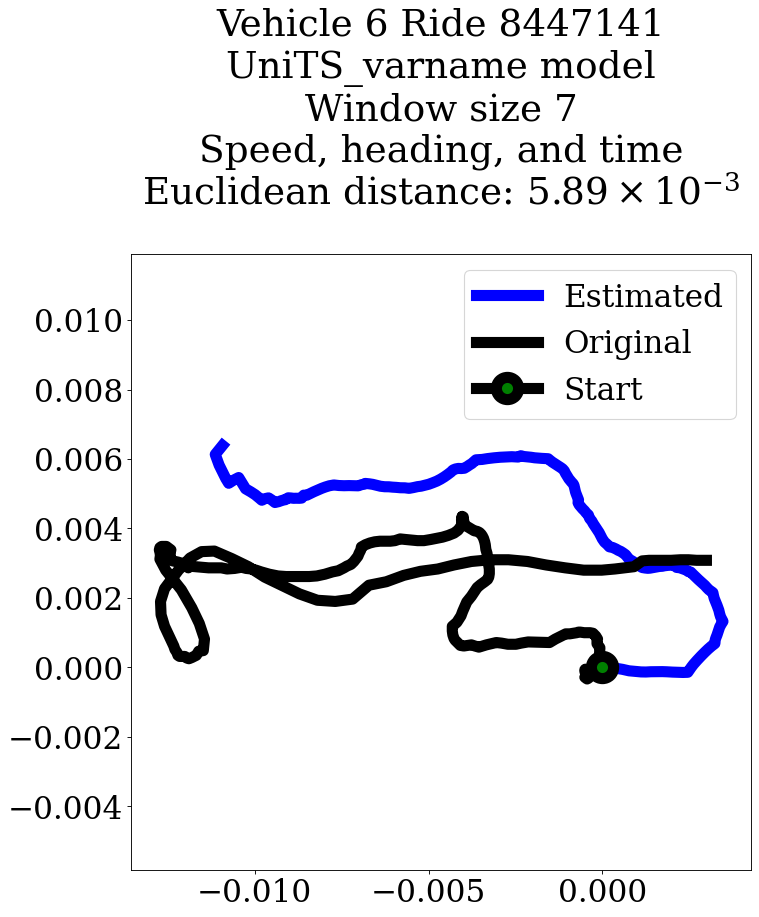 Vehicle 6 Ride 8447141
UniTS_varname model
Window size 7
Speed, heading, and time
Euclidean distance: 5.89 × 10⁻³
Estimated
Original
Start
0.010
0.008
0.006
0.004
0.002
0.000
−0.002
−0.004
−0.010 −0.005 0.000